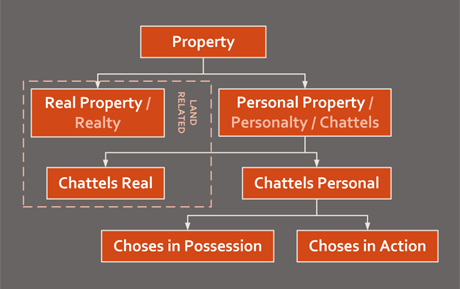 Property
Real Property /
Realty
LAND
RELATED
Personal Property /
Personalty / Chattels
Chattels Real
Chattels Personal
Choses in Possession
Choses in Action